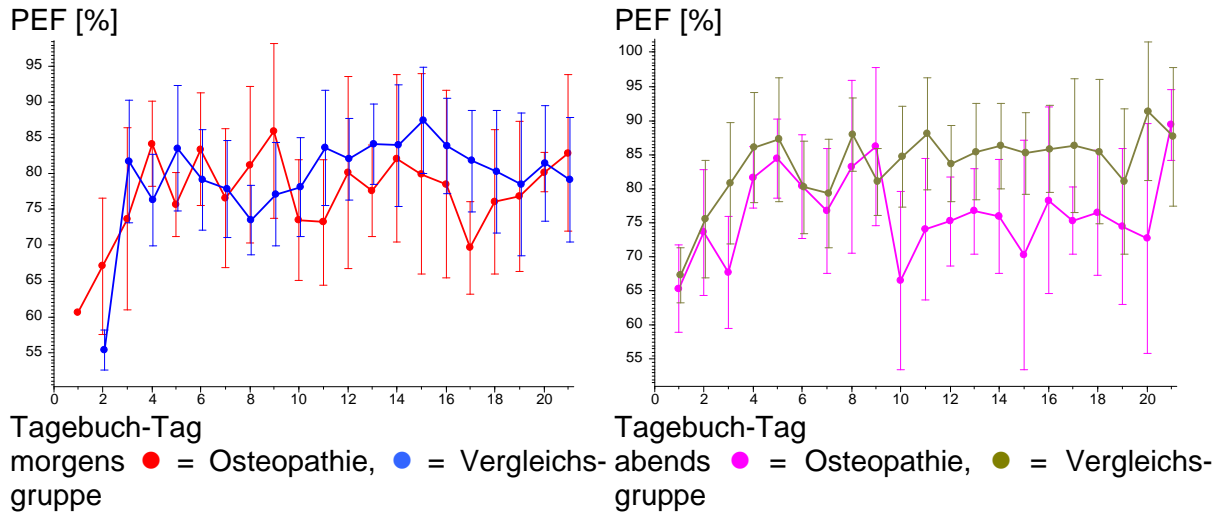 PEF [%]
95
90
85
80
75
70
65
60
55
0 2 4 6 8 10 12 14 16 18 20
Tagebuch-Tag
morgens = Osteopathie, = Vergleichs-
gruppe
PEF [%]
100
95
90
85
80
75
70
65
60
55
0 2 4 6 8 10 12 14 16 18 20
Tagebuch-Tag
abends = Osteopathie, = Vergleichs-
gruppe